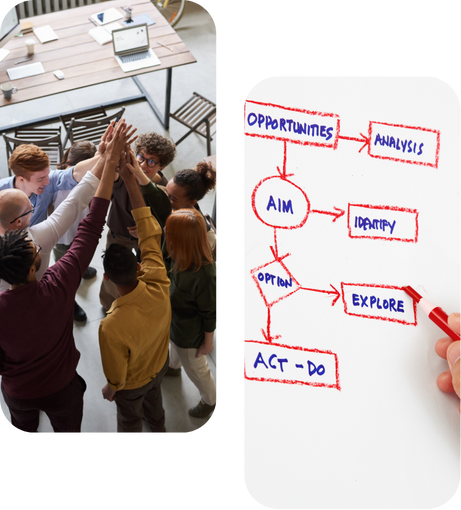 OPPORTUNITIES
ANALYSIS
AIM
IDENTIFY
OPTION
EXPLORE
ACT - DO